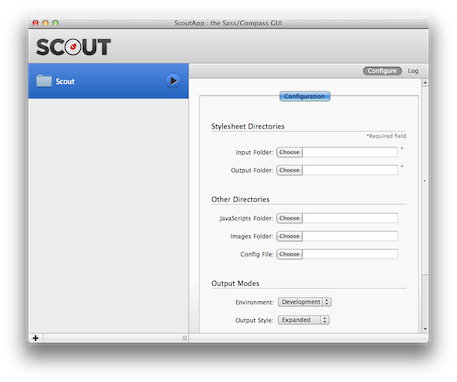 ScoutApp : the Sass/Compass GUI
SCOUT
Scout
Configure Log
Configuration
Stylesheet Directories
*Required field
Input Folder: Choose *
Output Folder: Choose *
Other Directories
JavaScripts Folder: Choose
Images Folder: Choose
Config File: Choose
Output Modes
Environment: Development
Output Style: Expanded